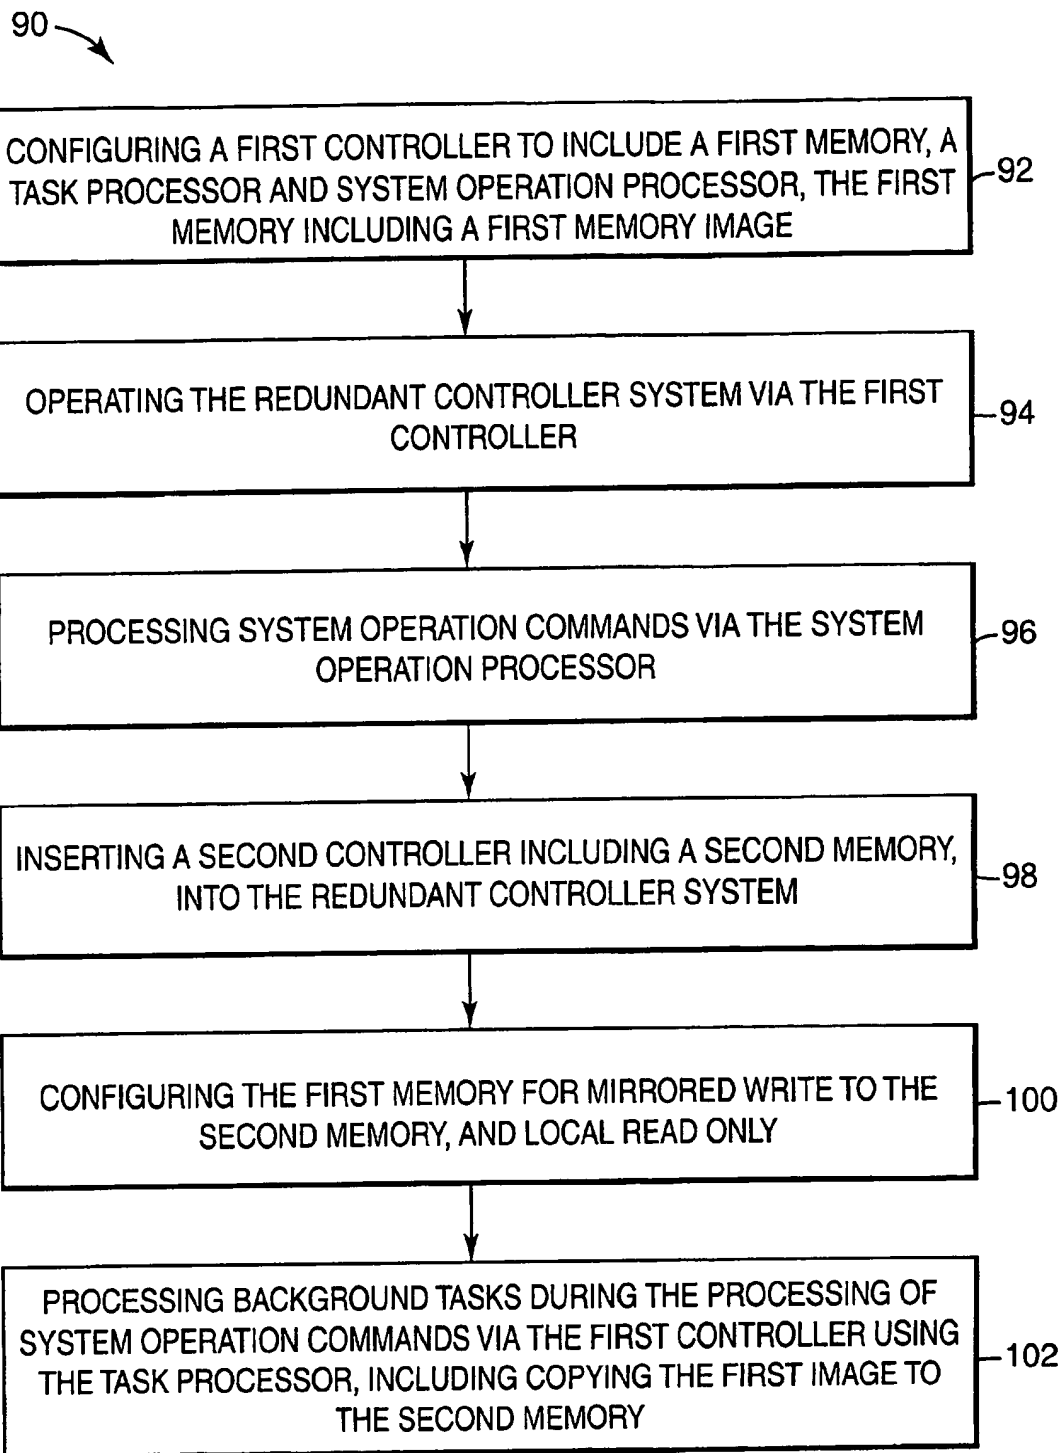 90
CONFIGURING A FIRST CONTROLLER TO INCLUDE A FIRST MEMORY, A
TASK PROCESSOR AND SYSTEM OPERATION PROCESSOR, THE FIRST
MEMORY INCLUDING A FIRST MEMORY IMAGE
92
OPERATING THE REDUNDANT CONTROLLER SYSTEM VIA THE FIRST
CONTROLLER
94
PROCESSING SYSTEM OPERATION COMMANDS VIA THE SYSTEM
OPERATION PROCESSOR
96
INSERTING A SECOND CONTROLLER INCLUDING A SECOND MEMORY,
INTO THE REDUNDANT CONTROLLER SYSTEM
98
CONFIGURING THE FIRST MEMORY FOR MIRRORED WRITE TO THE
SECOND MEMORY, AND LOCAL READ ONLY
100
PROCESSING BACKGROUND TASKS DURING THE PROCESSING OF
SYSTEM OPERATION COMMANDS VIA THE FIRST CONTROLLER USING
THE TASK PROCESSOR, INCLUDING COPYING THE FIRST IMAGE TO
THE SECOND MEMORY
102